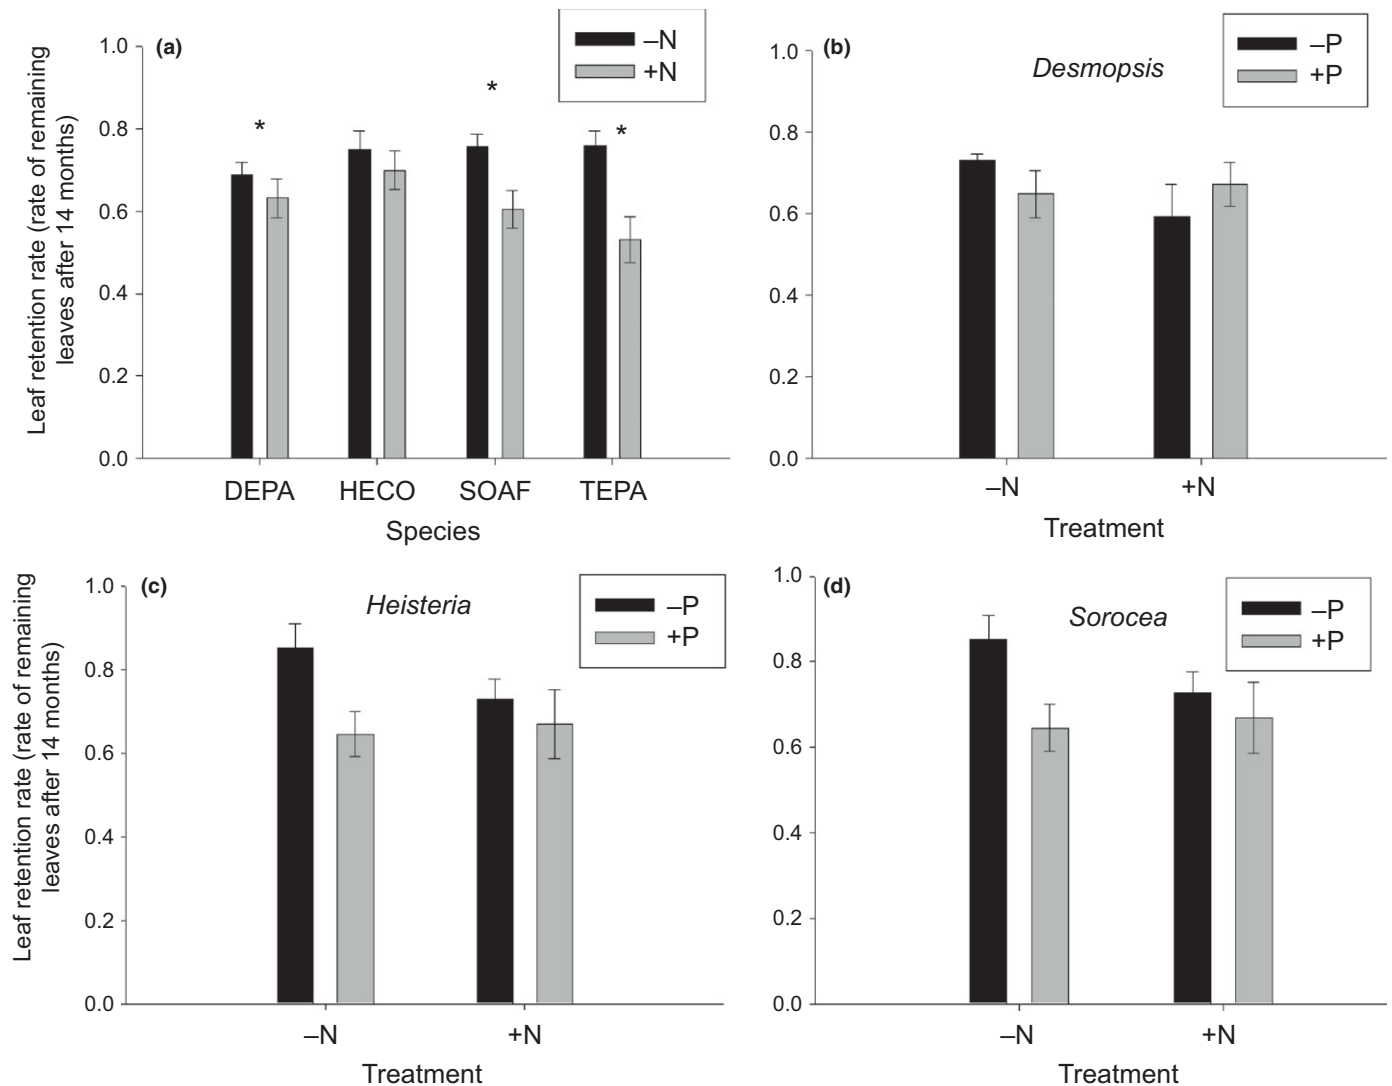 (a)
–N
+N
Leaf retention rate (rate of remaining
leaves after 14 months)
1.0
0.8
0.6
0.4
0.2
0.0
*
*
*
DEPA HECO SOAF TEPA
Species
(b)
Desmopsis
–P
+P
1.0
0.8
0.6
0.4
0.2
0.0
–N +N
Treatment
(c)
Heisteria
–P
+P
Leaf retention rate (rate of remaining
leaves after 14 months)
1.0
0.8
0.6
0.4
0.2
0.0
–N +N
Treatment
(d)
Sorocea
–P
+P
1.0
0.8
0.6
0.4
0.2
0.0
–N +N
Treatment